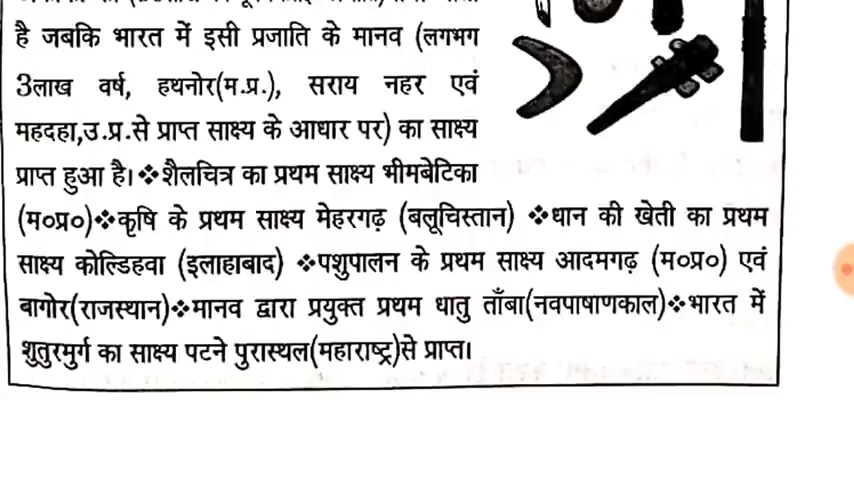 है जबकि भारत में इसी प्रजाति के मानव (लगभग
3लाख वर्ष, हथनोर(म.प्र.), सराय नहर एवं
महदहा,उ.प्र.से प्राप्त साक्ष्य के आधार पर) का साक्ष्य
प्राप्त हुआ है।❖शैलचित्र का प्रथम साक्ष्य भीमबेटिका
(म०प्र०)❖कृषि के प्रथम साक्ष्य मेहरगढ़ (बलूचिस्तान) ❖धान की खेती का प्रथम
साक्ष्य कोल्डिहवा (इलाहाबाद) ❖पशुपालन के प्रथम साक्ष्य आदमगढ़ (म०प्र०) एवं
बागोर(राजस्थान)❖मानव द्वारा प्रयुक्त प्रथम धातु ताँबा(नवपाषाणकाल)❖भारत में
शुतुरमुर्ग का साक्ष्य पटने पुरास्थल(महाराष्ट्र)से प्राप्त।